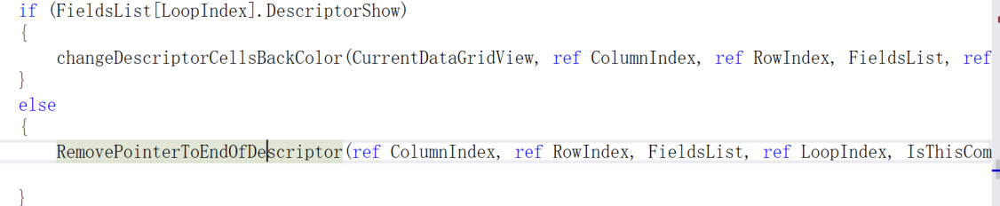 if (FieldsList[LoopIndex].DescriptorShow)
{
changeDescriptorCellsBackColor(CurrentDataGridView, ref ColumnIndex, ref RowIndex, FieldsList, ref
}
else
{
RemovePointerToEndOfDescriptor(ref ColumnIndex, ref RowIndex, FieldsList, ref LoopIndex, IsThisCom
}